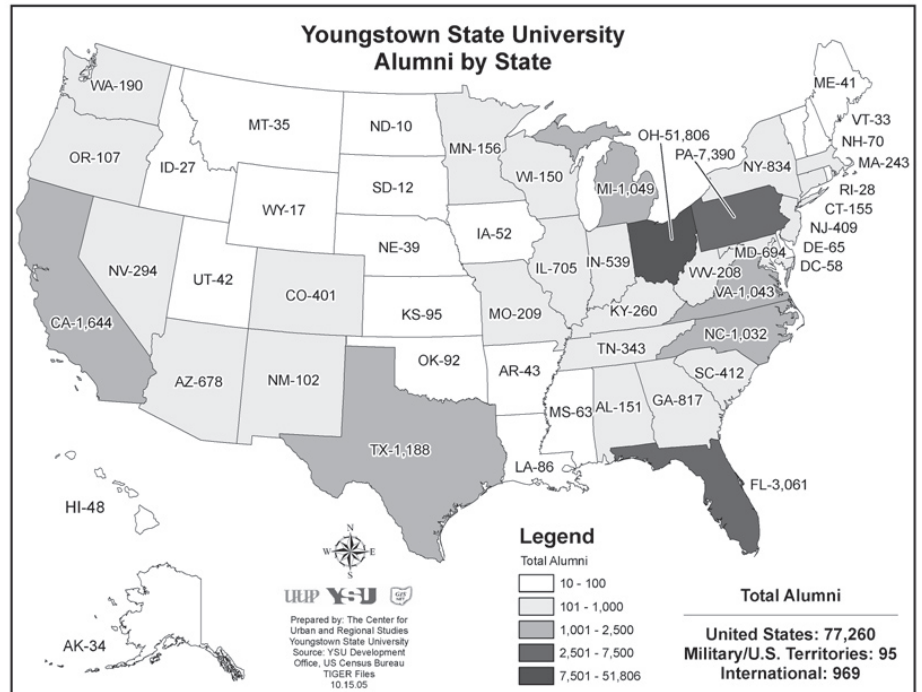 Youngstown State University
Alumni by State
WA-190
OR-107
CA-1,644
NV-294
ID-27
MT-35
WY-17
UT-42
AZ-678
CO-401
NM-102
ND-10
SD-12
NE-39
KS-95
OK-92
TX-1,188
MN-156
IA-52
MO-209
AR-43
LA-86
WI-150
IL-705
MI-1,049
IN-539
OH-51,806
PA-7,390
KY-260
TN-343
MS-63
AL-151
GA-817
FL-3,061
SC-412
NC-1,032
VA-1,043
WV-208
MD-694
NY-834
ME-41
VT-33
NH-70
MA-243
RI-28
CT-155
NJ-409
DE-65
DC-58
HI-48
AK-34
N
W
E
S
UUP YSU
Prepared by: The Center for
Urban and Regional Studies
Youngstown State University
Source: YSU Development
Office, US Census Bureau
TIGER Files
10.15.05
Legend
Total Alumni
10 - 100
101 - 1,000
1,001 - 2,500
2,501 - 7,500
7,501 - 51,806
Total Alumni
United States: 77,260
Military/U.S. Territories: 95
International: 969